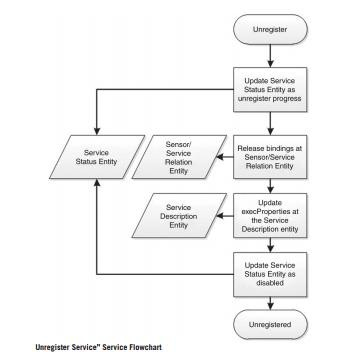 Unregister
Update Service
Status Entity as
unregister progress
Service
Status Entity
Sensor/
Service
Relation
Entity
Release bindings at
Sensor/Service
Relation Entity
Service
Description
Entity
Update
execProperties at
the Service
Description entity
Update Service
Status Entity as
disabled
Unregistered
Unregister Service" Service Flowchart